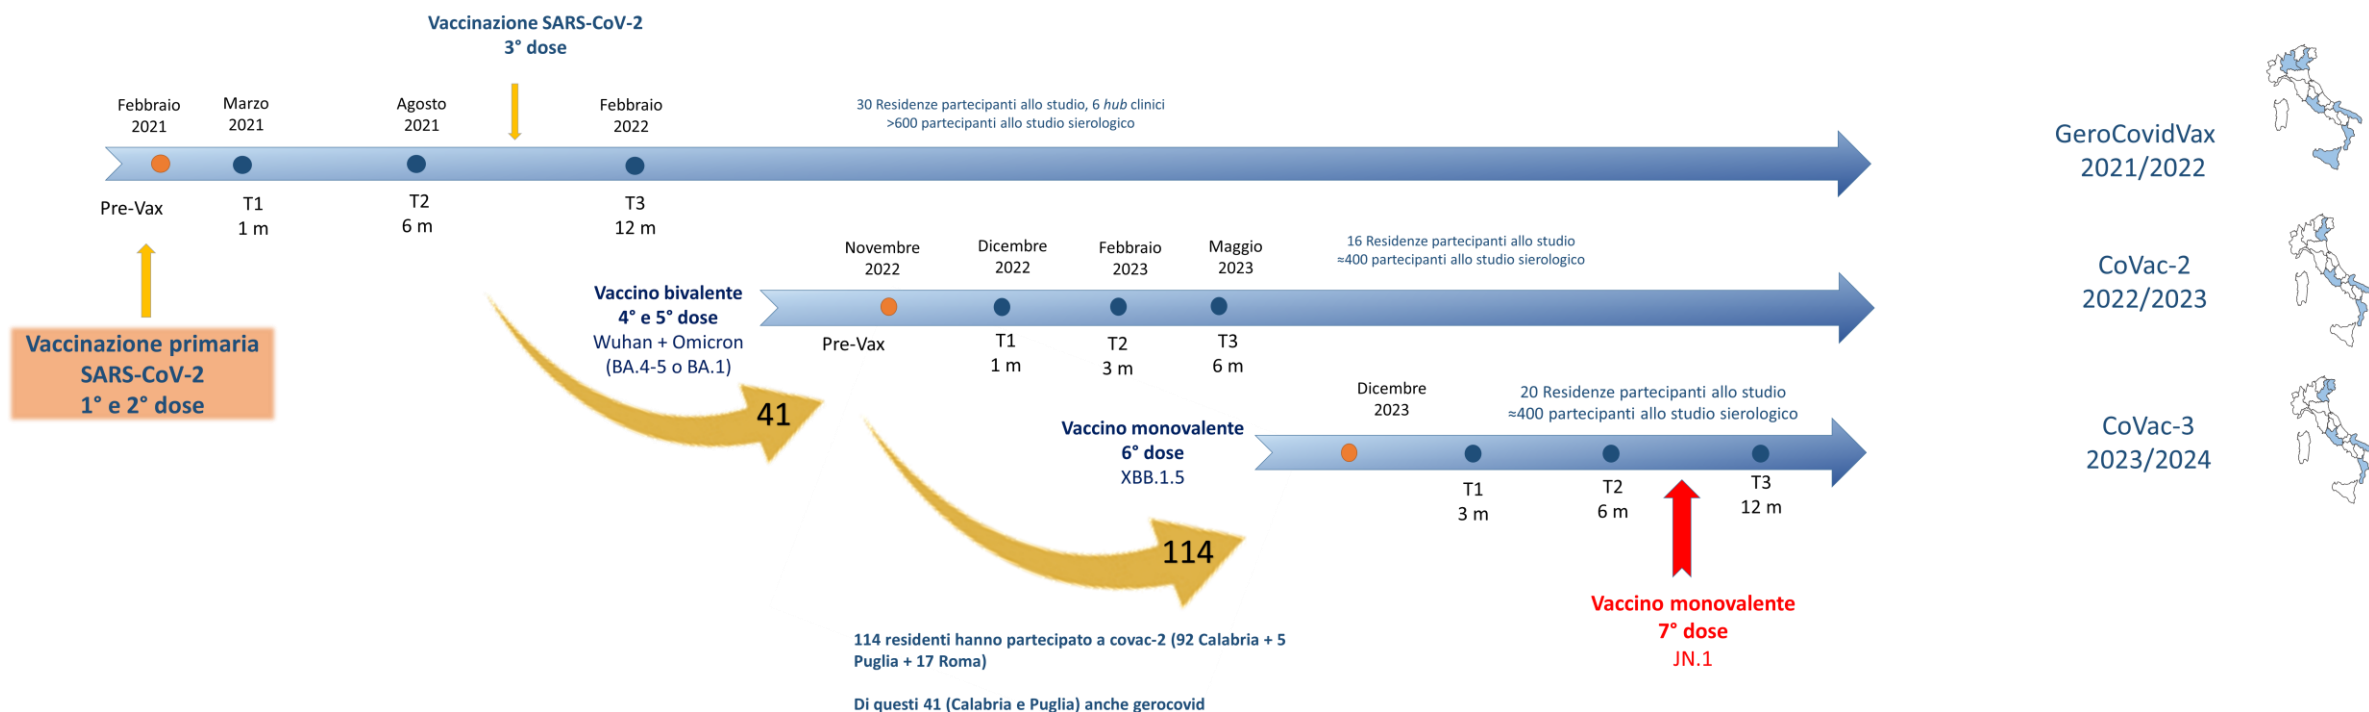 Vaccinazione SARS-CoV-2
3° dose
Febbraio
2021
Marzo
2021
Agosto
2021
Febbraio
2022
30 Residenze partecipanti allo studio, 6 hub clinici
>600 partecipanti allo studio sierologico
GeroCovidVax
2021/2022
Pre-Vax
T1
1 m
T2
6 m
T3
12 m
Vaccinazione primaria
SARS-CoV-2
1° e 2° dose
Novembre
2022
Dicembre
2022
Febbraio
2023
Maggio
2023
16 Residenze partecipanti allo studio
≈400 partecipanti allo studio sierologico
CoVac-2
2022/2023
Vaccino bivalente
4° e 5° dose
Wuhan + Omicron
(BA.4-5 o BA.1)
Pre-Vax
T1
1 m
T2
3 m
T3
6 m
41
Dicembre
2023
20 Residenze partecipanti allo studio
≈400 partecipanti allo studio sierologico
CoVac-3
2023/2024
Vaccino monovalente
6° dose
XBB.1.5
T1
3 m
T2
6 m
T3
12 m
114
Vaccino monovalente
7° dose
JN.1
114 residenti hanno partecipato a covac-2 (92 Calabria + 5
Puglia + 17 Roma)
Di questi 41 (Calabria e Puglia) anche gerocovid